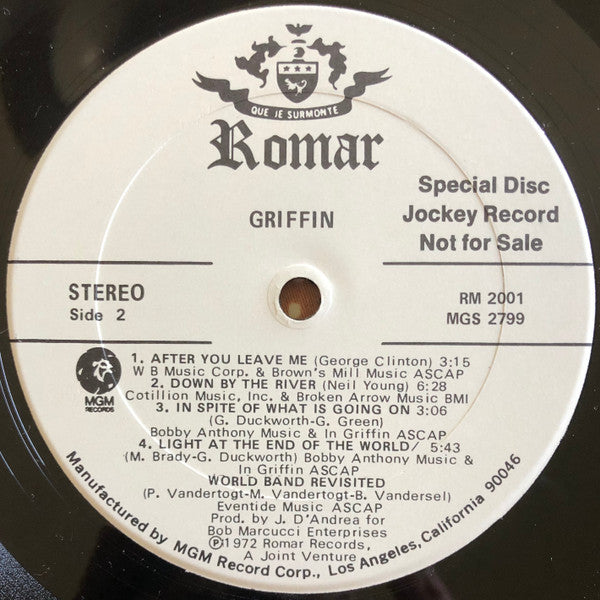 QUE JE SURMONTE
Romar
Special Disc
Jockey Record
Not for Sale
GRIFFIN
STEREO
Side 2
RM 2001
MGS 2799
MGM
RECORDS
1. AFTER YOU LEAVE ME (George Clinton) 3:15
W B Music Corp. & Brown's Mill Music ASCAP
2. DOWN BY THE RIVER (Neil Young) 6:28
Cotillion Music, Inc. & Broken Arrow Music BMI
3. IN SPITE OF WHAT IS GOING ON 3:06
(G. Duckworth-G. Green)
Bobby Anthony Music & In Griffin ASCAP
4. LIGHT AT THE END OF THE WORLD/ 5:43
(M. Brady-G. Duckworth) Bobby Anthony Music &
In Griffin ASCAP
WORLD BAND REVISITED
(P. Vandertogt-M. Vandertogt-B. Vandersel)
Eventide Music ASCAP
Prod. by J. D'Andrea for
Bob Marcucci Enterprises
Ⓟ1972 Romar Records,
A Joint Venture
Manufactured by MGM Record Corp., Los Angeles, California 90046